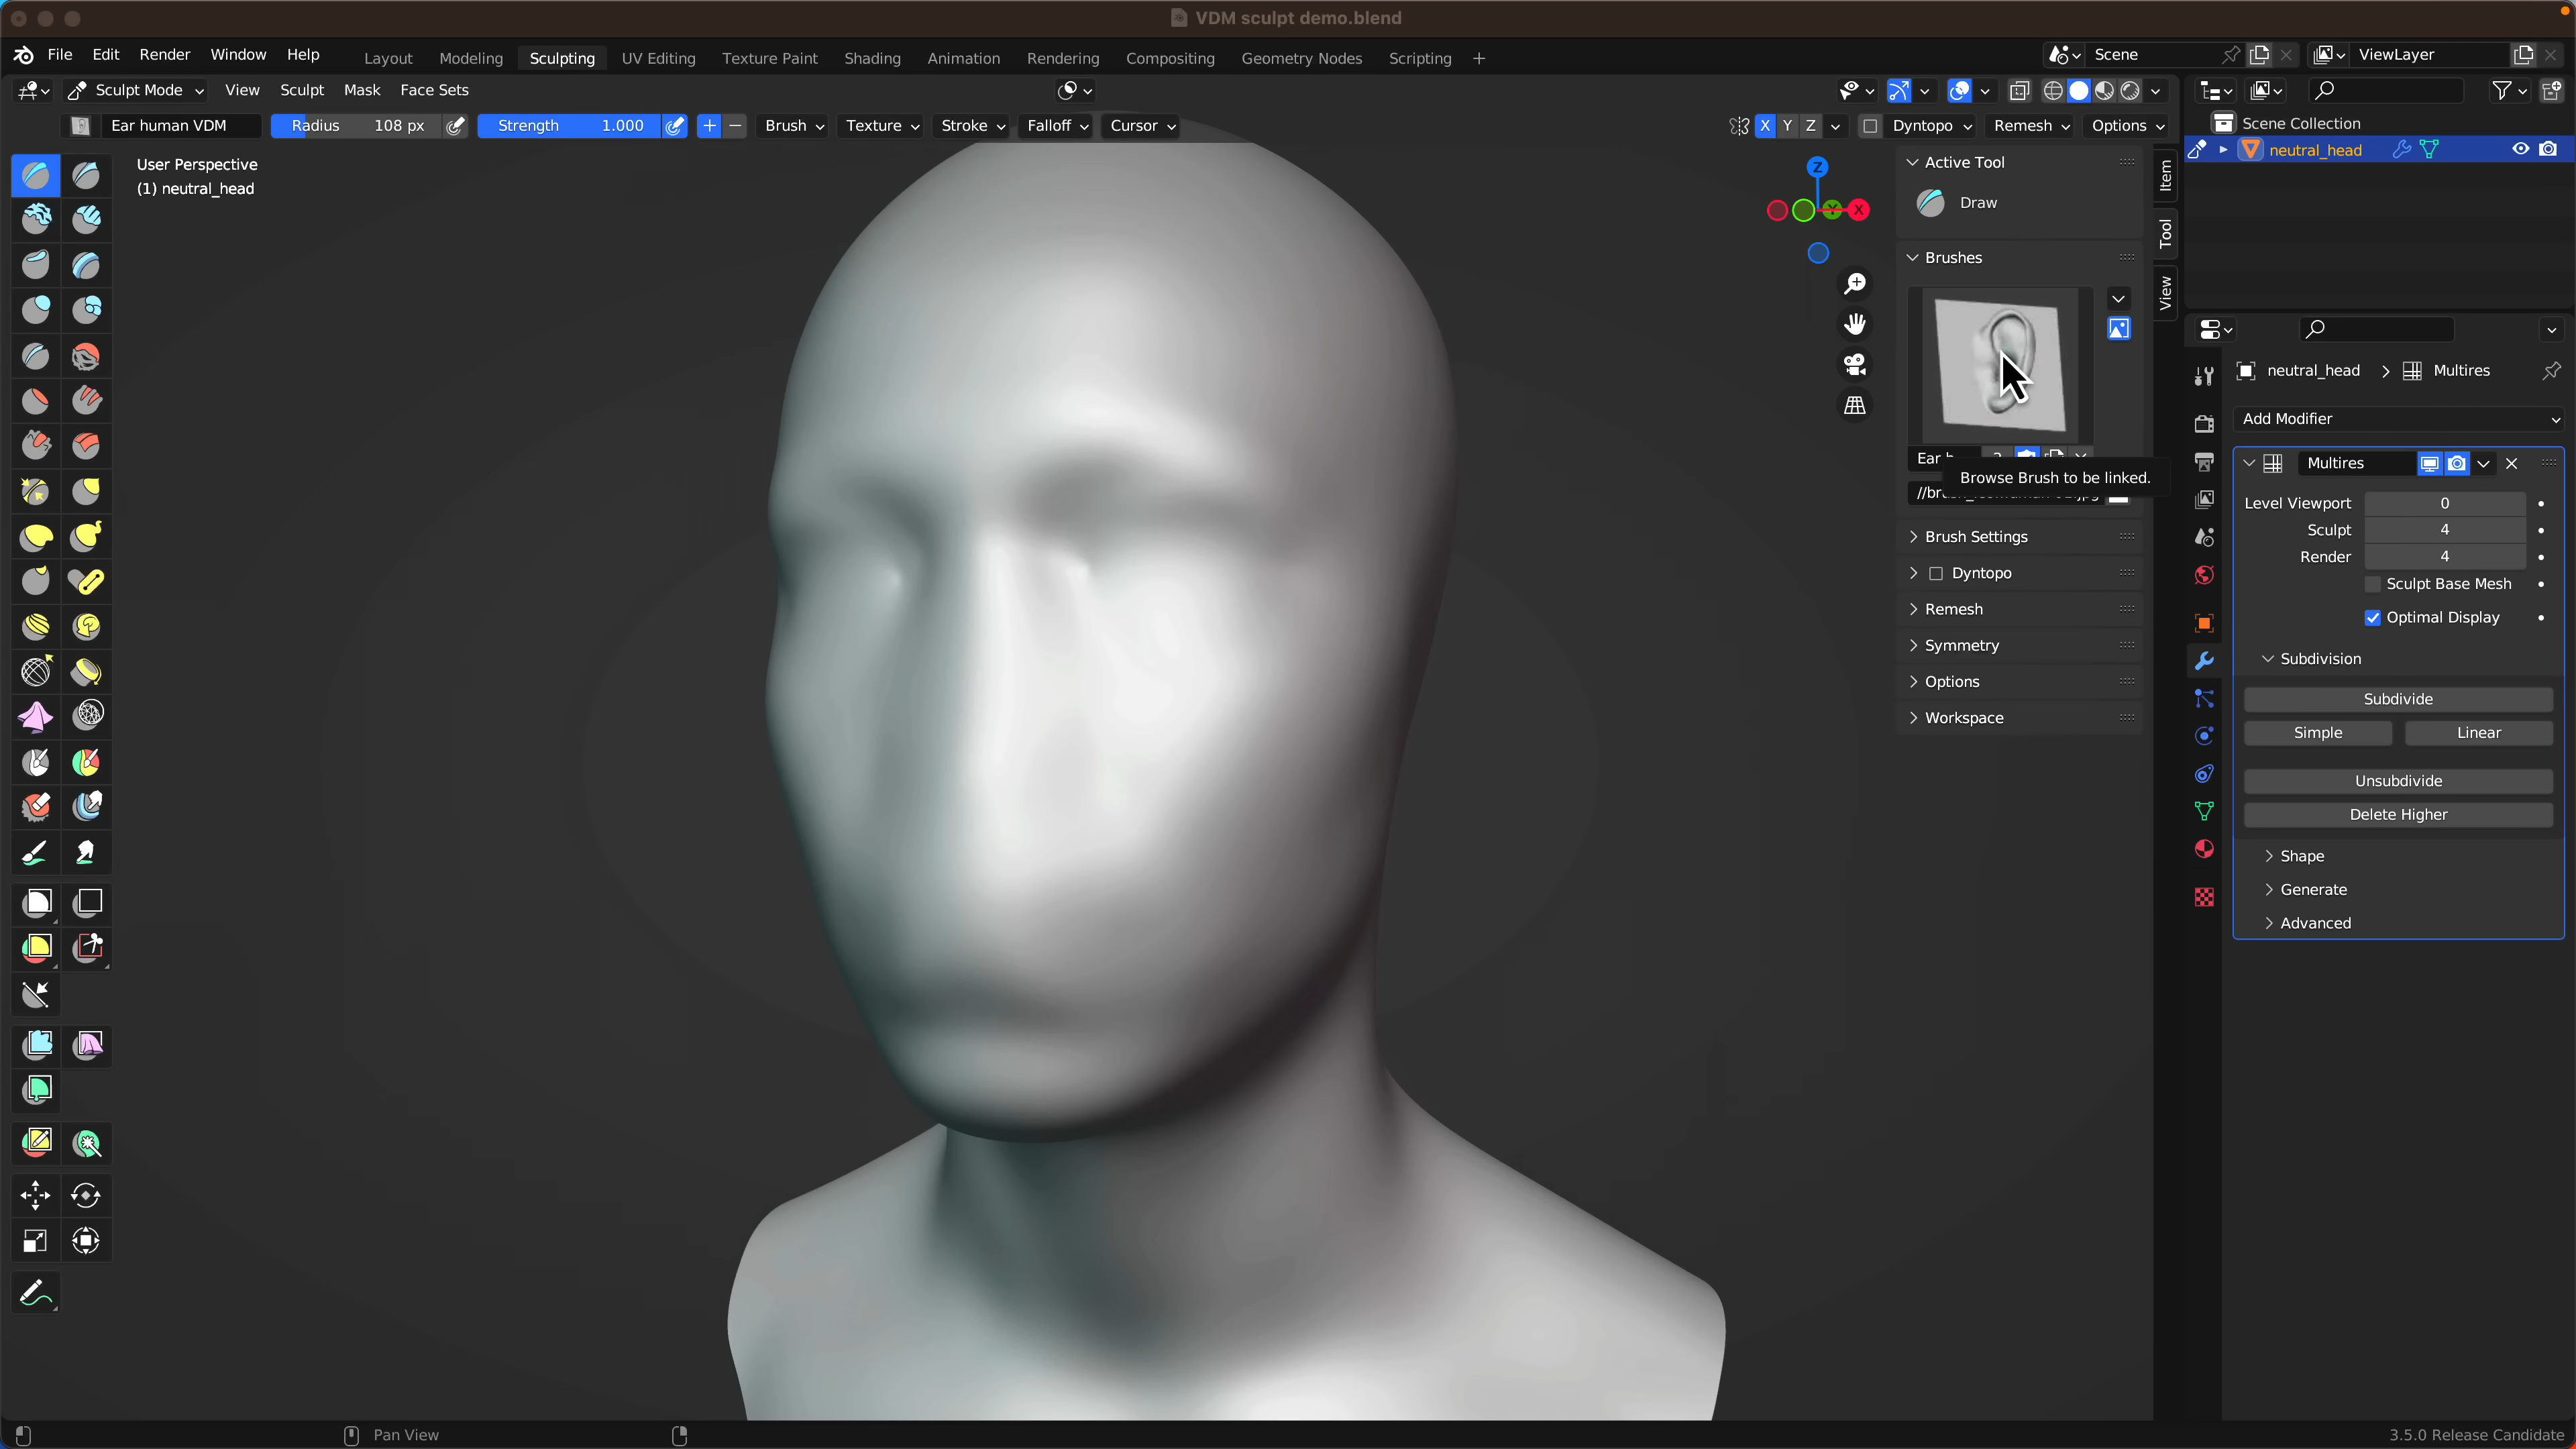 VDM sculpt demo.blend
File Edit Render Window Help Layout Modeling Sculpting UV Editing Texture Paint Shading Animation Rendering Compositing Geometry Nodes Scripting + Scene ViewLayer
Sculpt Mode View Sculpt Mask Face Sets
Ear human VDM Radius 108 px Strength 1.000 + − Brush Texture Stroke Falloff Cursor X Y Z Dyntopo Remesh Options
User Perspective
(1) neutral_head
Z
Y X
Active Tool
Draw
Brushes
Ear
Browse Brush to be linked.
Brush Settings
Dyntopo
Remesh
Symmetry
Options
Workspace
Item
Tool
View
Scene Collection
neutral_head
neutral_head > Multires
Add Modifier
Multires
Level Viewport 0
Sculpt 4
Render 4
Sculpt Base Mesh
Optimal Display
Subdivision
Subdivide
Simple Linear
Unsubdivide
Delete Higher
Shape
Generate
Advanced
Pan View
3.5.0 Release Candidate